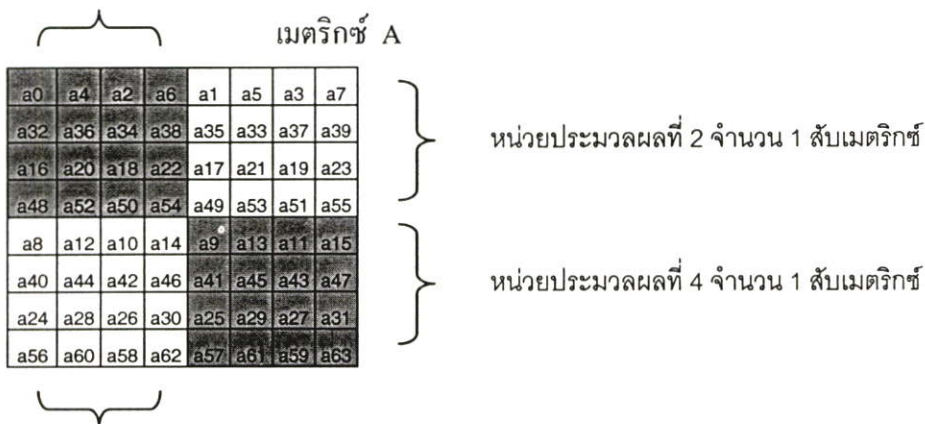 เมตริกซ์ A
a0 a4 a2 a6 a1 a5 a3 a7
a32 a36 a34 a38 a35 a33 a37 a39
หน่วยประมวลผลที่ 2 จำนวน 1 สับเมตริกซ์
a16 a20 a18 a22 a17 a21 a19 a23
a48 a52 a50 a54 a49 a53 a51 a55
a8 a12 a10 a14 a9 a13 a11 a15
a40 a44 a42 a46 a41 a45 a43 a47
หน่วยประมวลผลที่ 4 จำนวน 1 สับเมตริกซ์
a24 a28 a26 a30 a25 a29 a27 a31
a56 a60 a58 a62 a57 a61 a59 a63